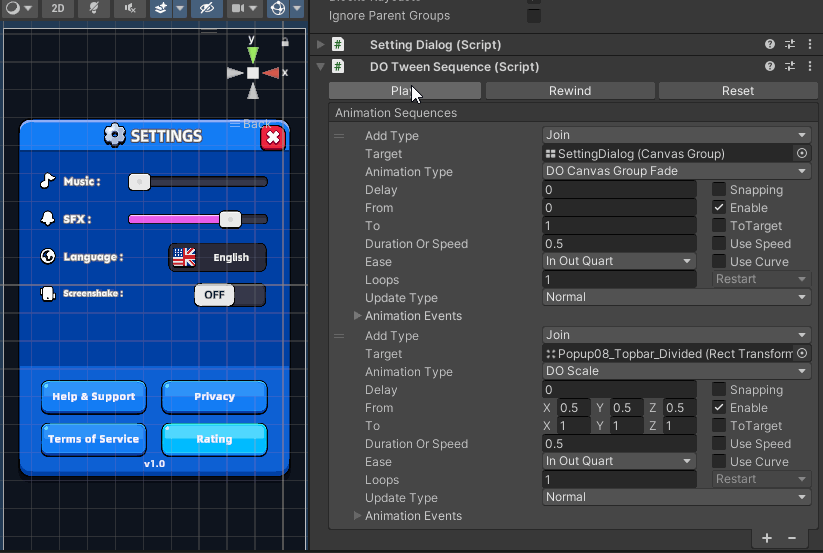 2D
Blocks Raycasts
Ignore Parent Groups
y
x
Back
Setting Dialog (Script)
DO Tween Sequence (Script)
Play
Rewind
Reset
Animation Sequences
Add Type
Join
Target
SettingDialog (Canvas Group)
Animation Type
DO Canvas Group Fade
Delay
0
Snapping
From
0
Enable
To
1
ToTarget
Duration Or Speed
0.5
Use Speed
Ease
In Out Quart
Use Curve
Loops
1
Restart
Update Type
Normal
Animation Events
Add Type
Join
Target
Popup08_Topbar_Divided (Rect Transform
Animation Type
DO Scale
Delay
0
Snapping
From
X 0.5 Y 0.5 Z 0.5
Enable
To
X 1 Y 1 Z 1
ToTarget
Duration Or Speed
0.5
Use Speed
Ease
In Out Quart
Use Curve
Loops
1
Restart
Update Type
Normal
Animation Events
SETTINGS
Music :
SFX :
Language :
English
Screenshake :
OFF
Help & Support
Privacy
Terms of Service
Rating
v1.0